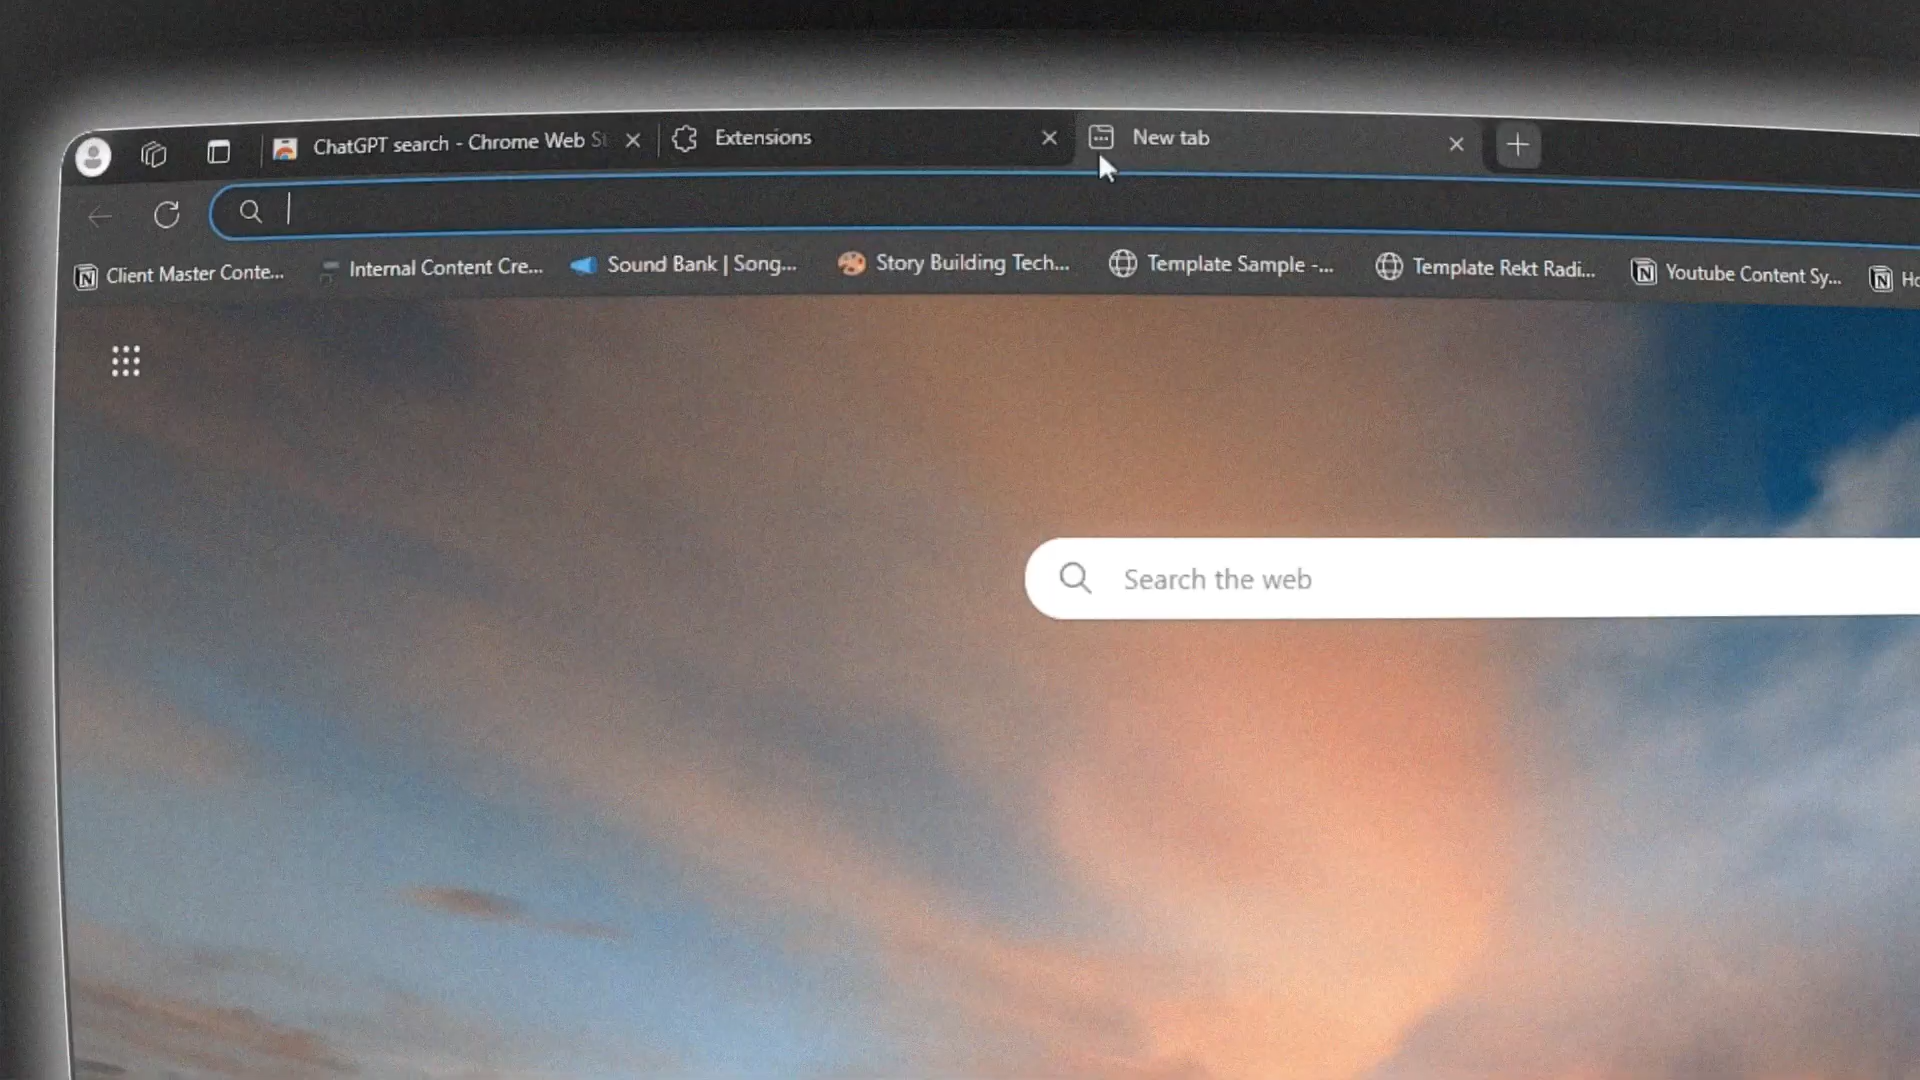 ChatGPT search - Chrome Web St
Extensions
New tab
Client Master Conte...
Internal Content Cre...
Sound Bank | Song...
Story Building Tech...
Template Sample -...
Template Rekt Radi...
Youtube Content Sy...
Ho
Search the web